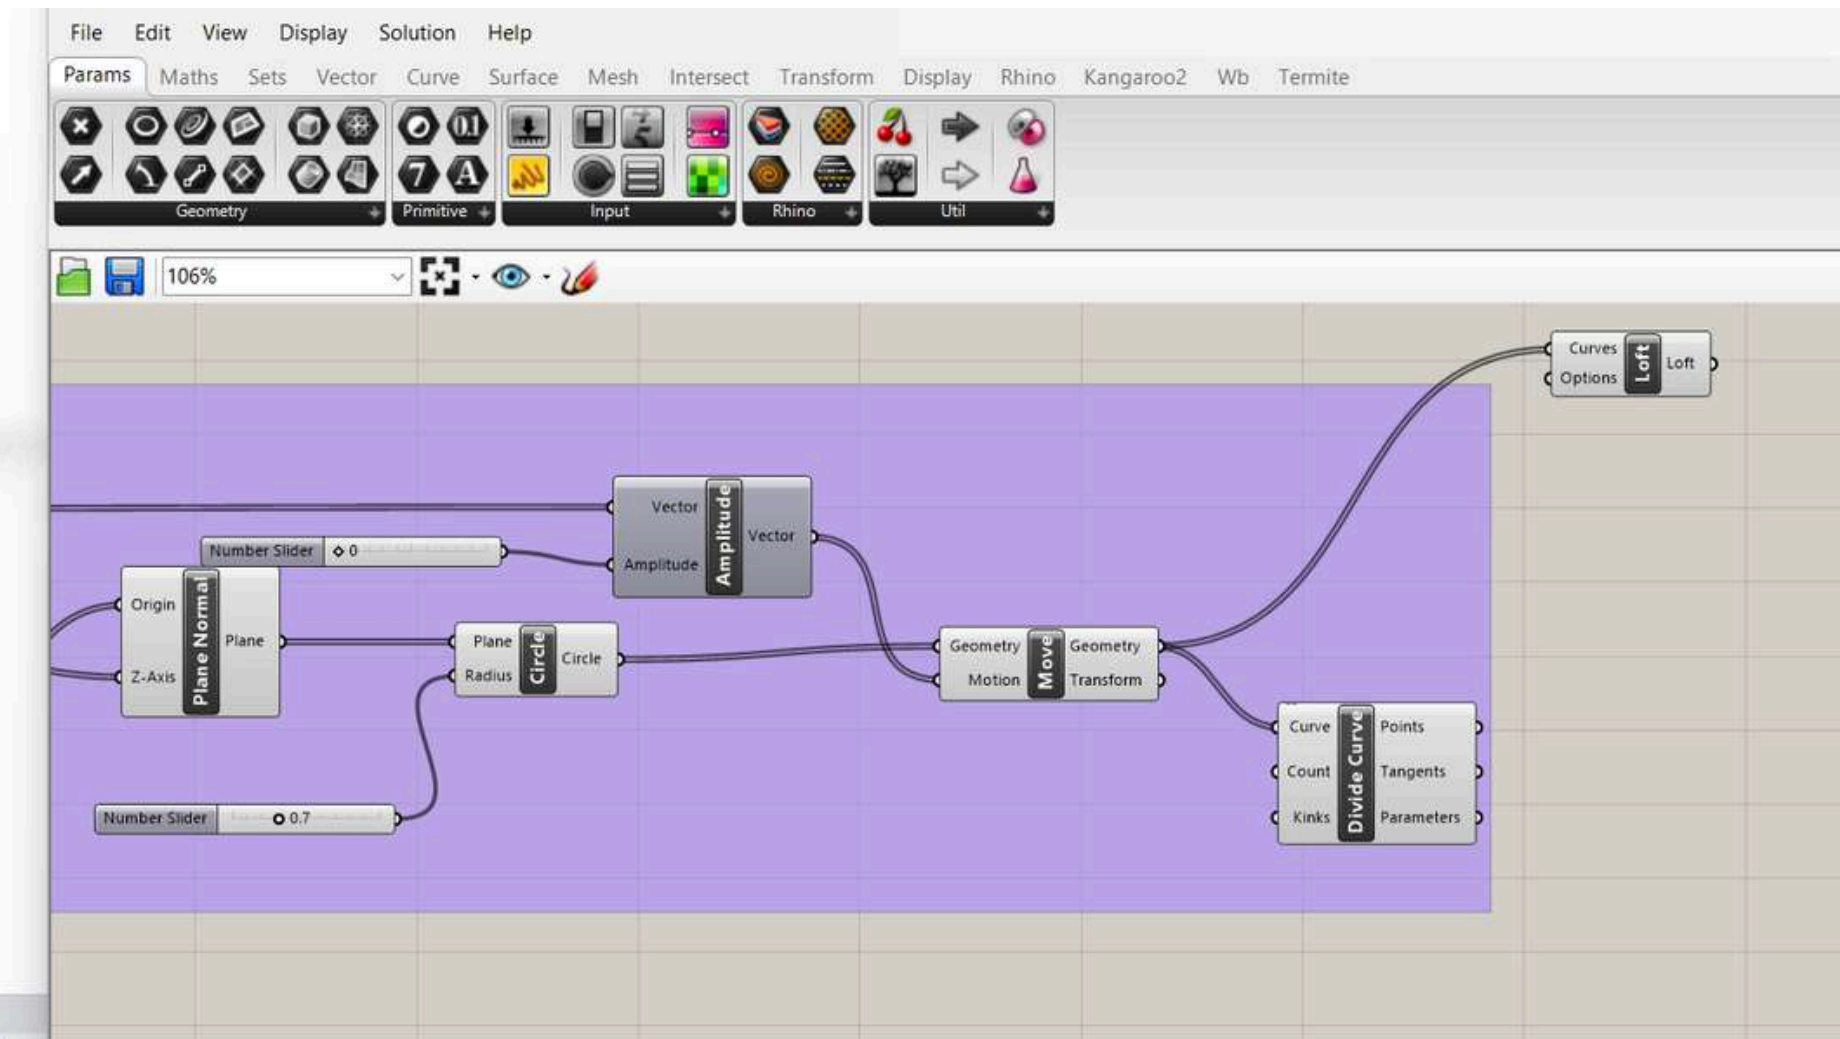 File Edit View Display Solution Help
Params Maths Sets Vector Curve Surface Mesh Intersect Transform Display Rhino Kangaroo2 Wb Termite
0.1
7 A
Geometry Primitive Input Rhino Util
106%
Curves
Options
Loft
Loft
Vector
Amplitude
Amplitude
Vector
Number Slider 0
Origin
Z-Axis
Plane Normal
Plane
Plane
Radius
Circle
Circle
Geometry
Motion
Move
Geometry
Transform
Curve
Count
Kinks
Divide Curve
Points
Tangents
Parameters
Number Slider 0.7